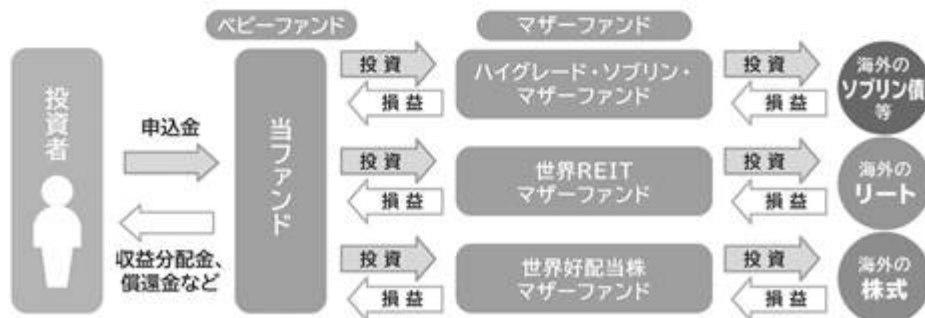 ベビーファンド
マザーファンド
投資者
申込金
収益分配金、
償還金など
当ファンド
投資
損益
ハイグレード・ソブリン・
マザーファンド
投資
損益
海外の
ソブリン債
等
投資
損益
世界REIT
マザーファンド
投資
損益
海外の
リート
投資
損益
世界好配当株
マザーファンド
投資
損益
海外の
株式